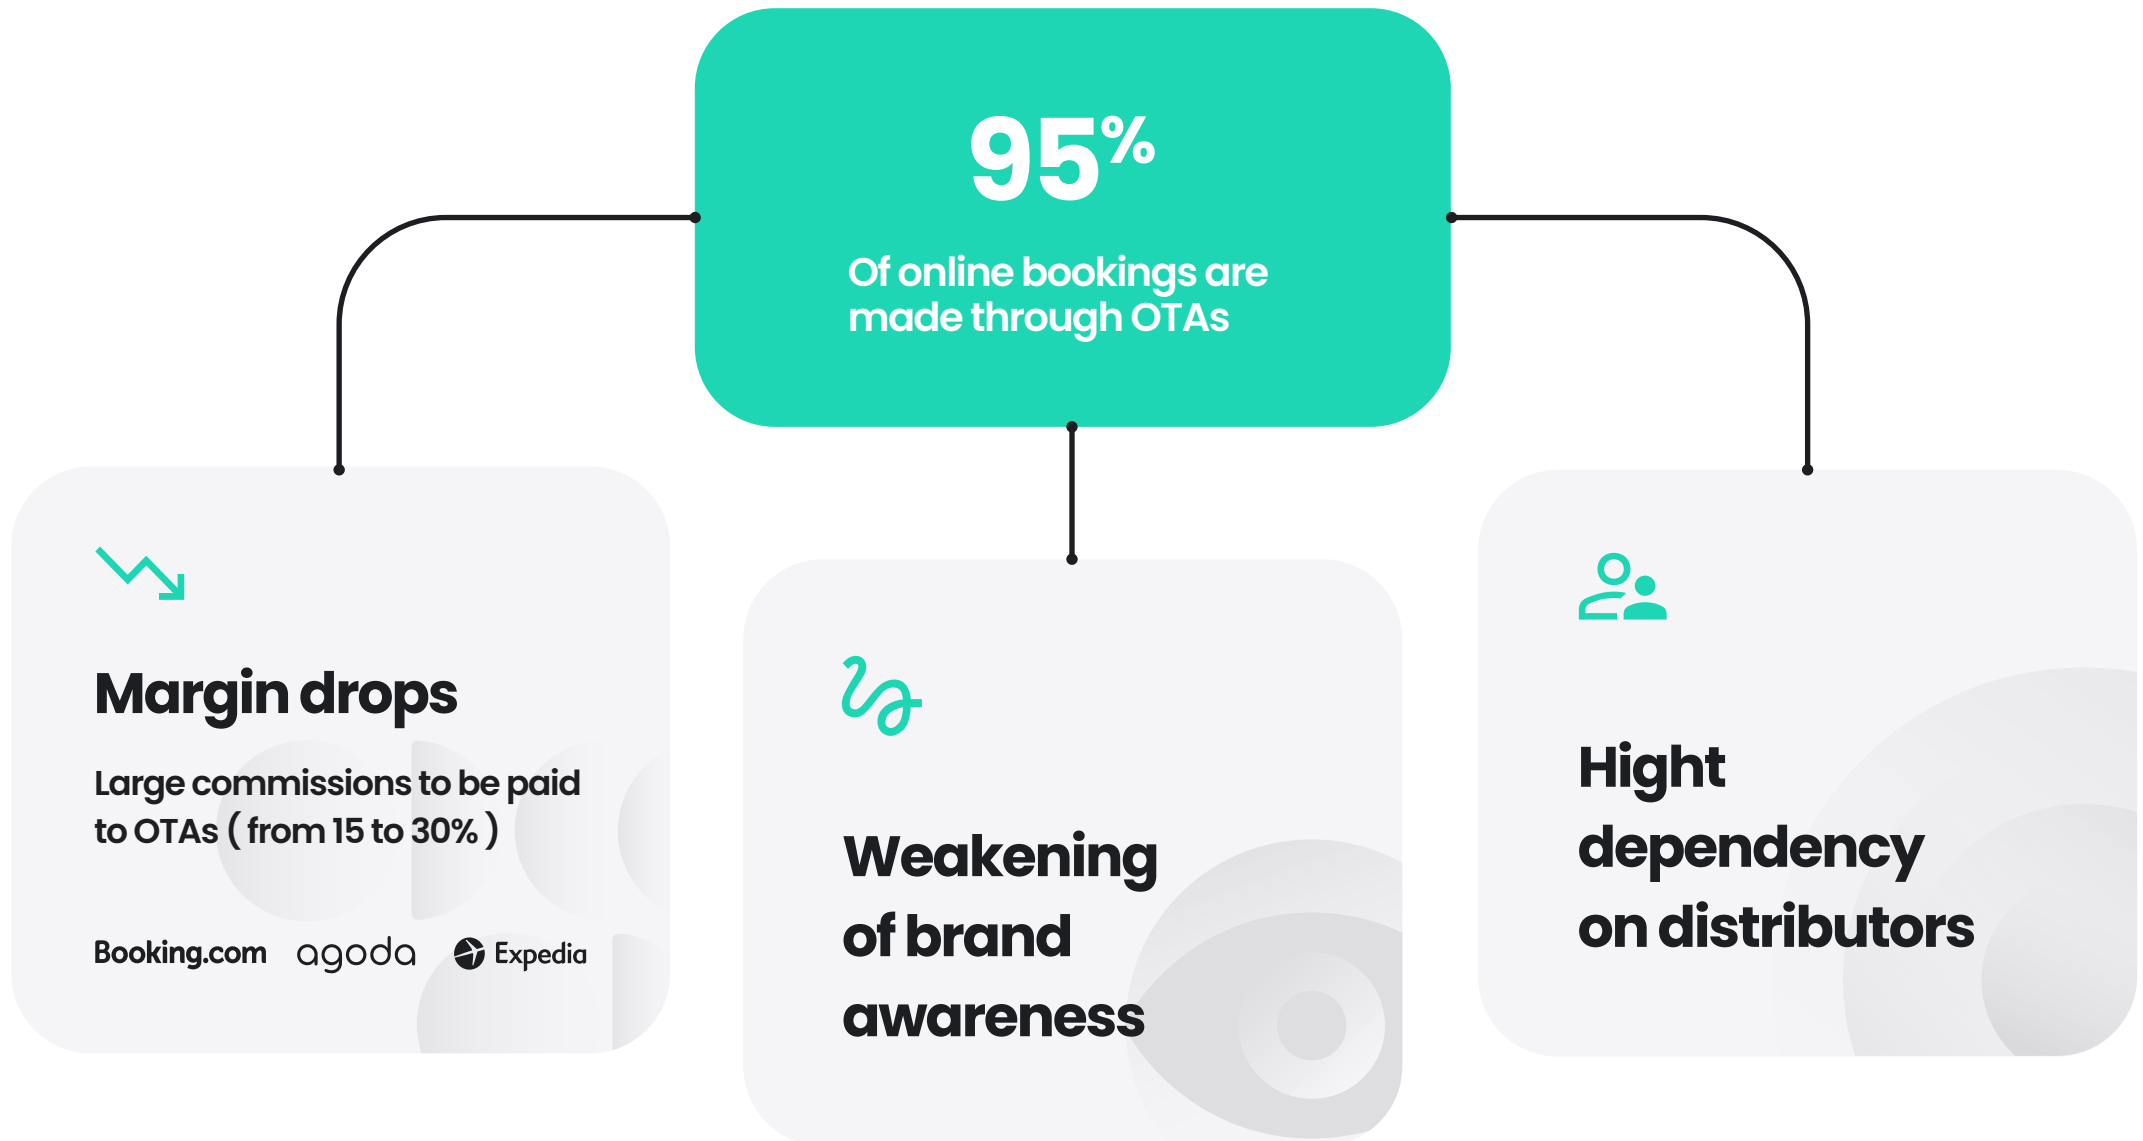 95%
Of online bookings are
made through OTAs
Margin drops
Large commissions to be paid
to OTAs ( from 15 to 30% )
Booking.com agoda Expedia
Weakening
of brand
awareness
Hight
dependency
on distributors